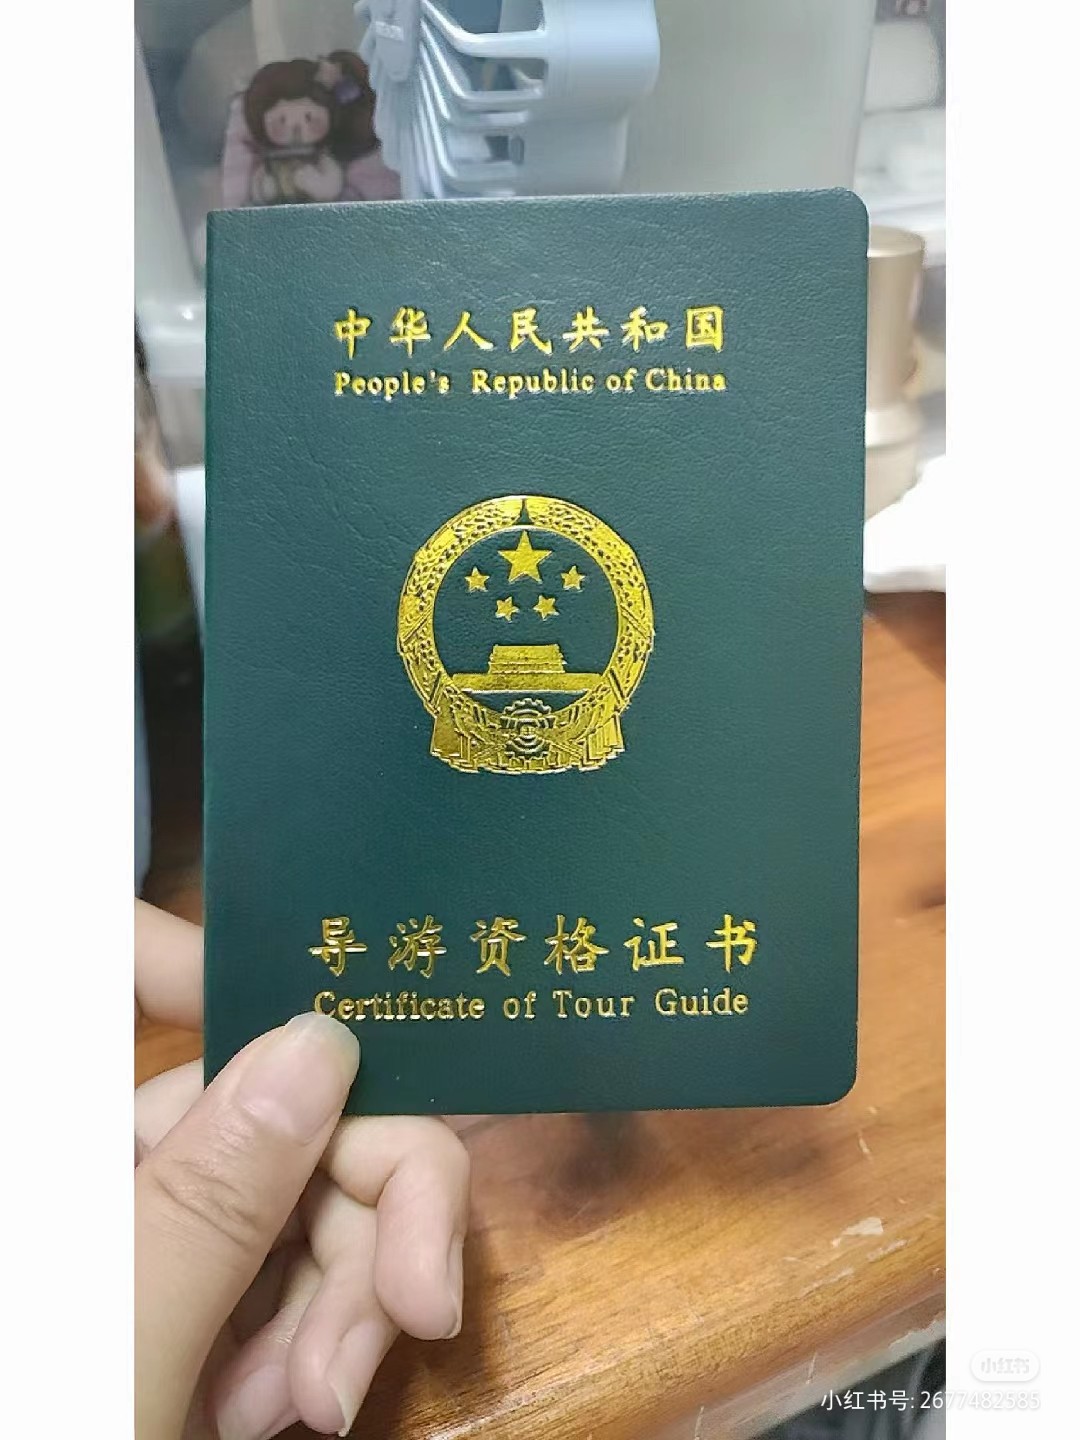 中华人民共和国
People's Republic of China
导游资格证书
Certificate of Tour Guide
小红书
小红书号: 2677482585